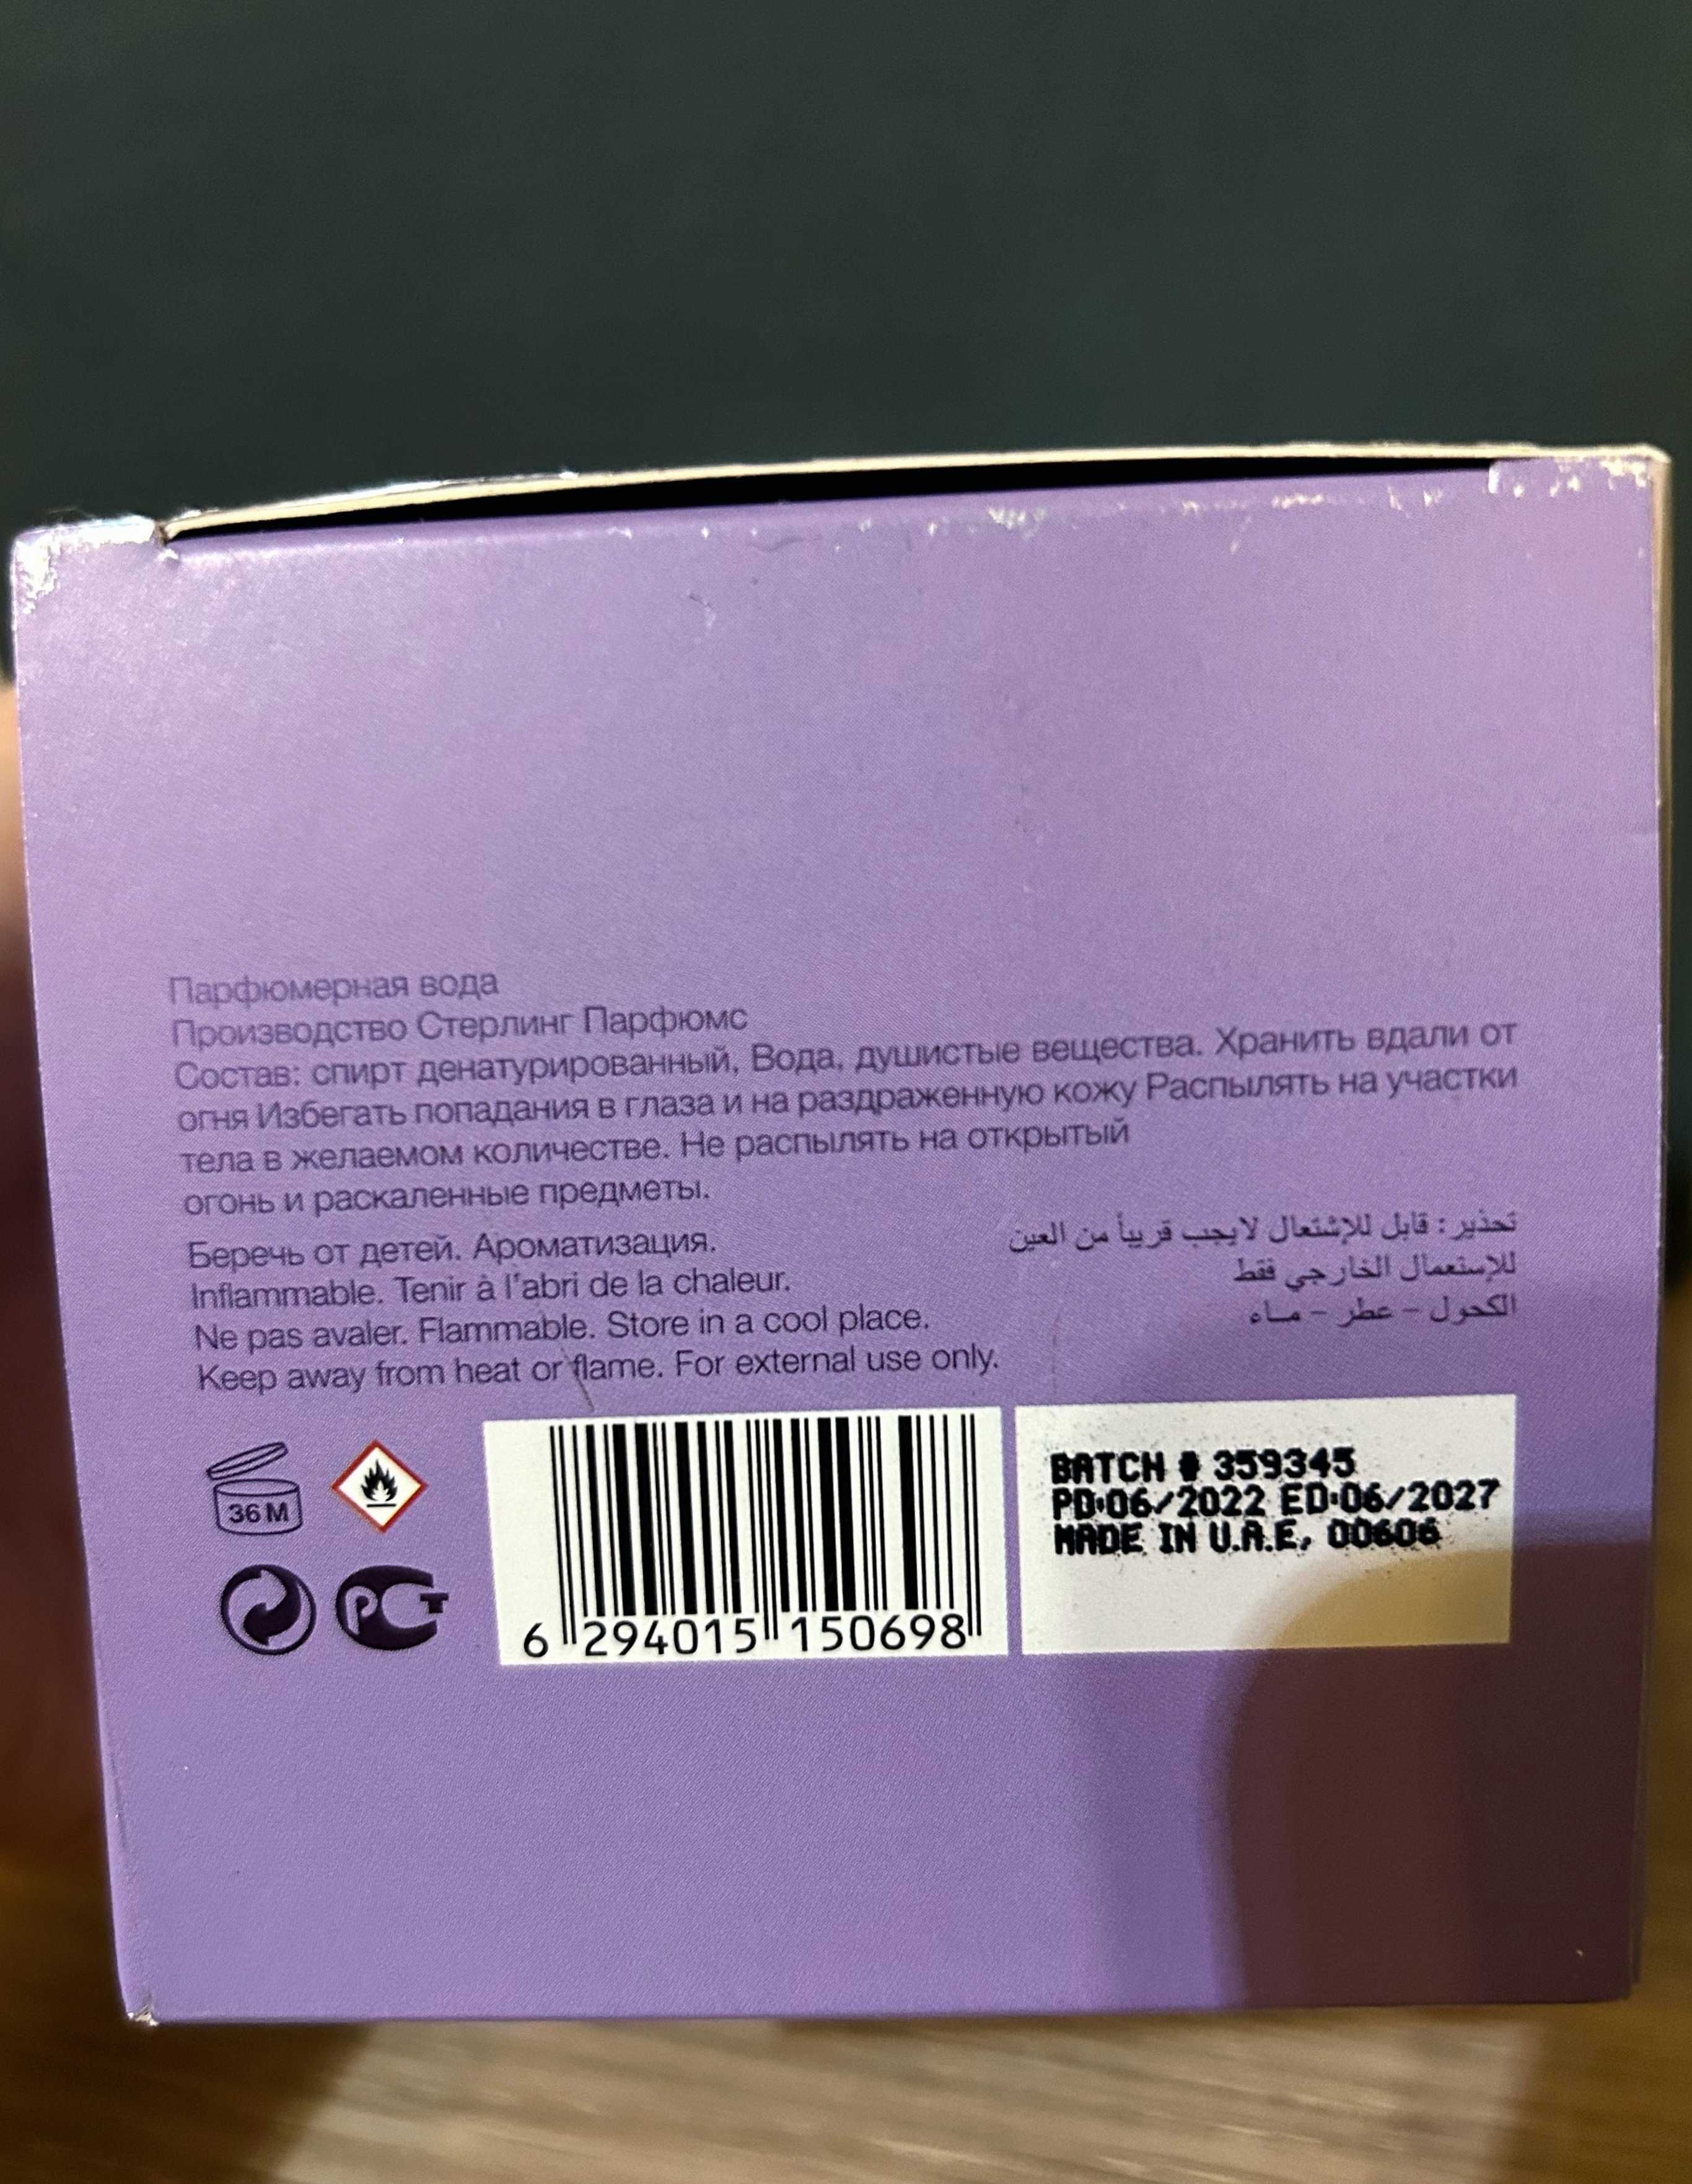 Парфюмерная вода
Производство Стерлинг Парфюмс
Состав: спирт денатурированный, Вода, душистые вещества. Хранить вдали от
огня Избегать попадания в глаза и на раздраженную кожу Распылять на участки
тела в желаемом количестве. Не распылять на открытый
огонь и раскаленные предметы.
Беречь от детей. Ароматизация.
Inflammable. Tenir à l'abri de la chaleur.
Ne pas avaler. Flammable. Store in a cool place.
Keep away from heat or flame. For external use only.
تحذير: قابل للإشتعال لايجب قريباً من العين
للإستعمال الخارجي فقط
الكحول - عطر - ماء
36 M
РСТ
6 294015 150698
BATCH # 359345
PD:06/2022 ED:06/2027
MADE IN U.A.E, 00606